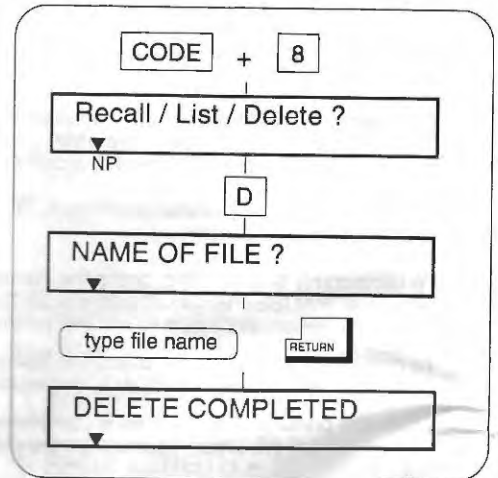 CODE + 8
Recall / List / Delete ?
NP
D
NAME OF FILE ?
type file name RETURN
DELETE COMPLETED